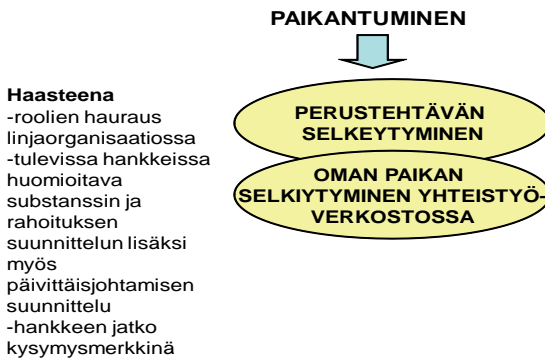 PAIKANTUMINEN
Haasteena
-roolien hauraus
linjaorganisaatiossa
-tulevissa hankkeissa
huomioitava
substanssin ja
rahoituksen
suunnittelun lisäksi
myös
päivittäisjohtamisen
suunnittelu
-hankkeen jatko
kysymysmerkkinä
PERUSTEHTÄVÄN
SELKEYTYMINEN
OMAN PAIKAN
SELKIYTYMINEN YHTEISTYÖ-
VERKOSTOSSA